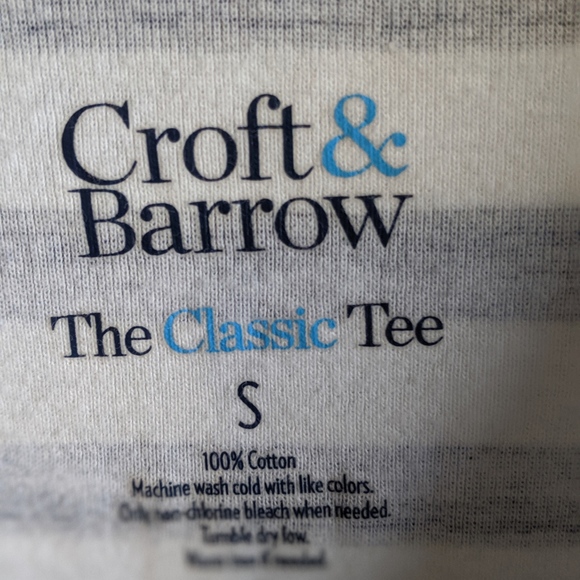 Croft &
Barrow
The Classic Tee
S
100% Cotton
Machine wash cold with like colors.
Only non-chlorine bleach when needed.
Tumble dry low.